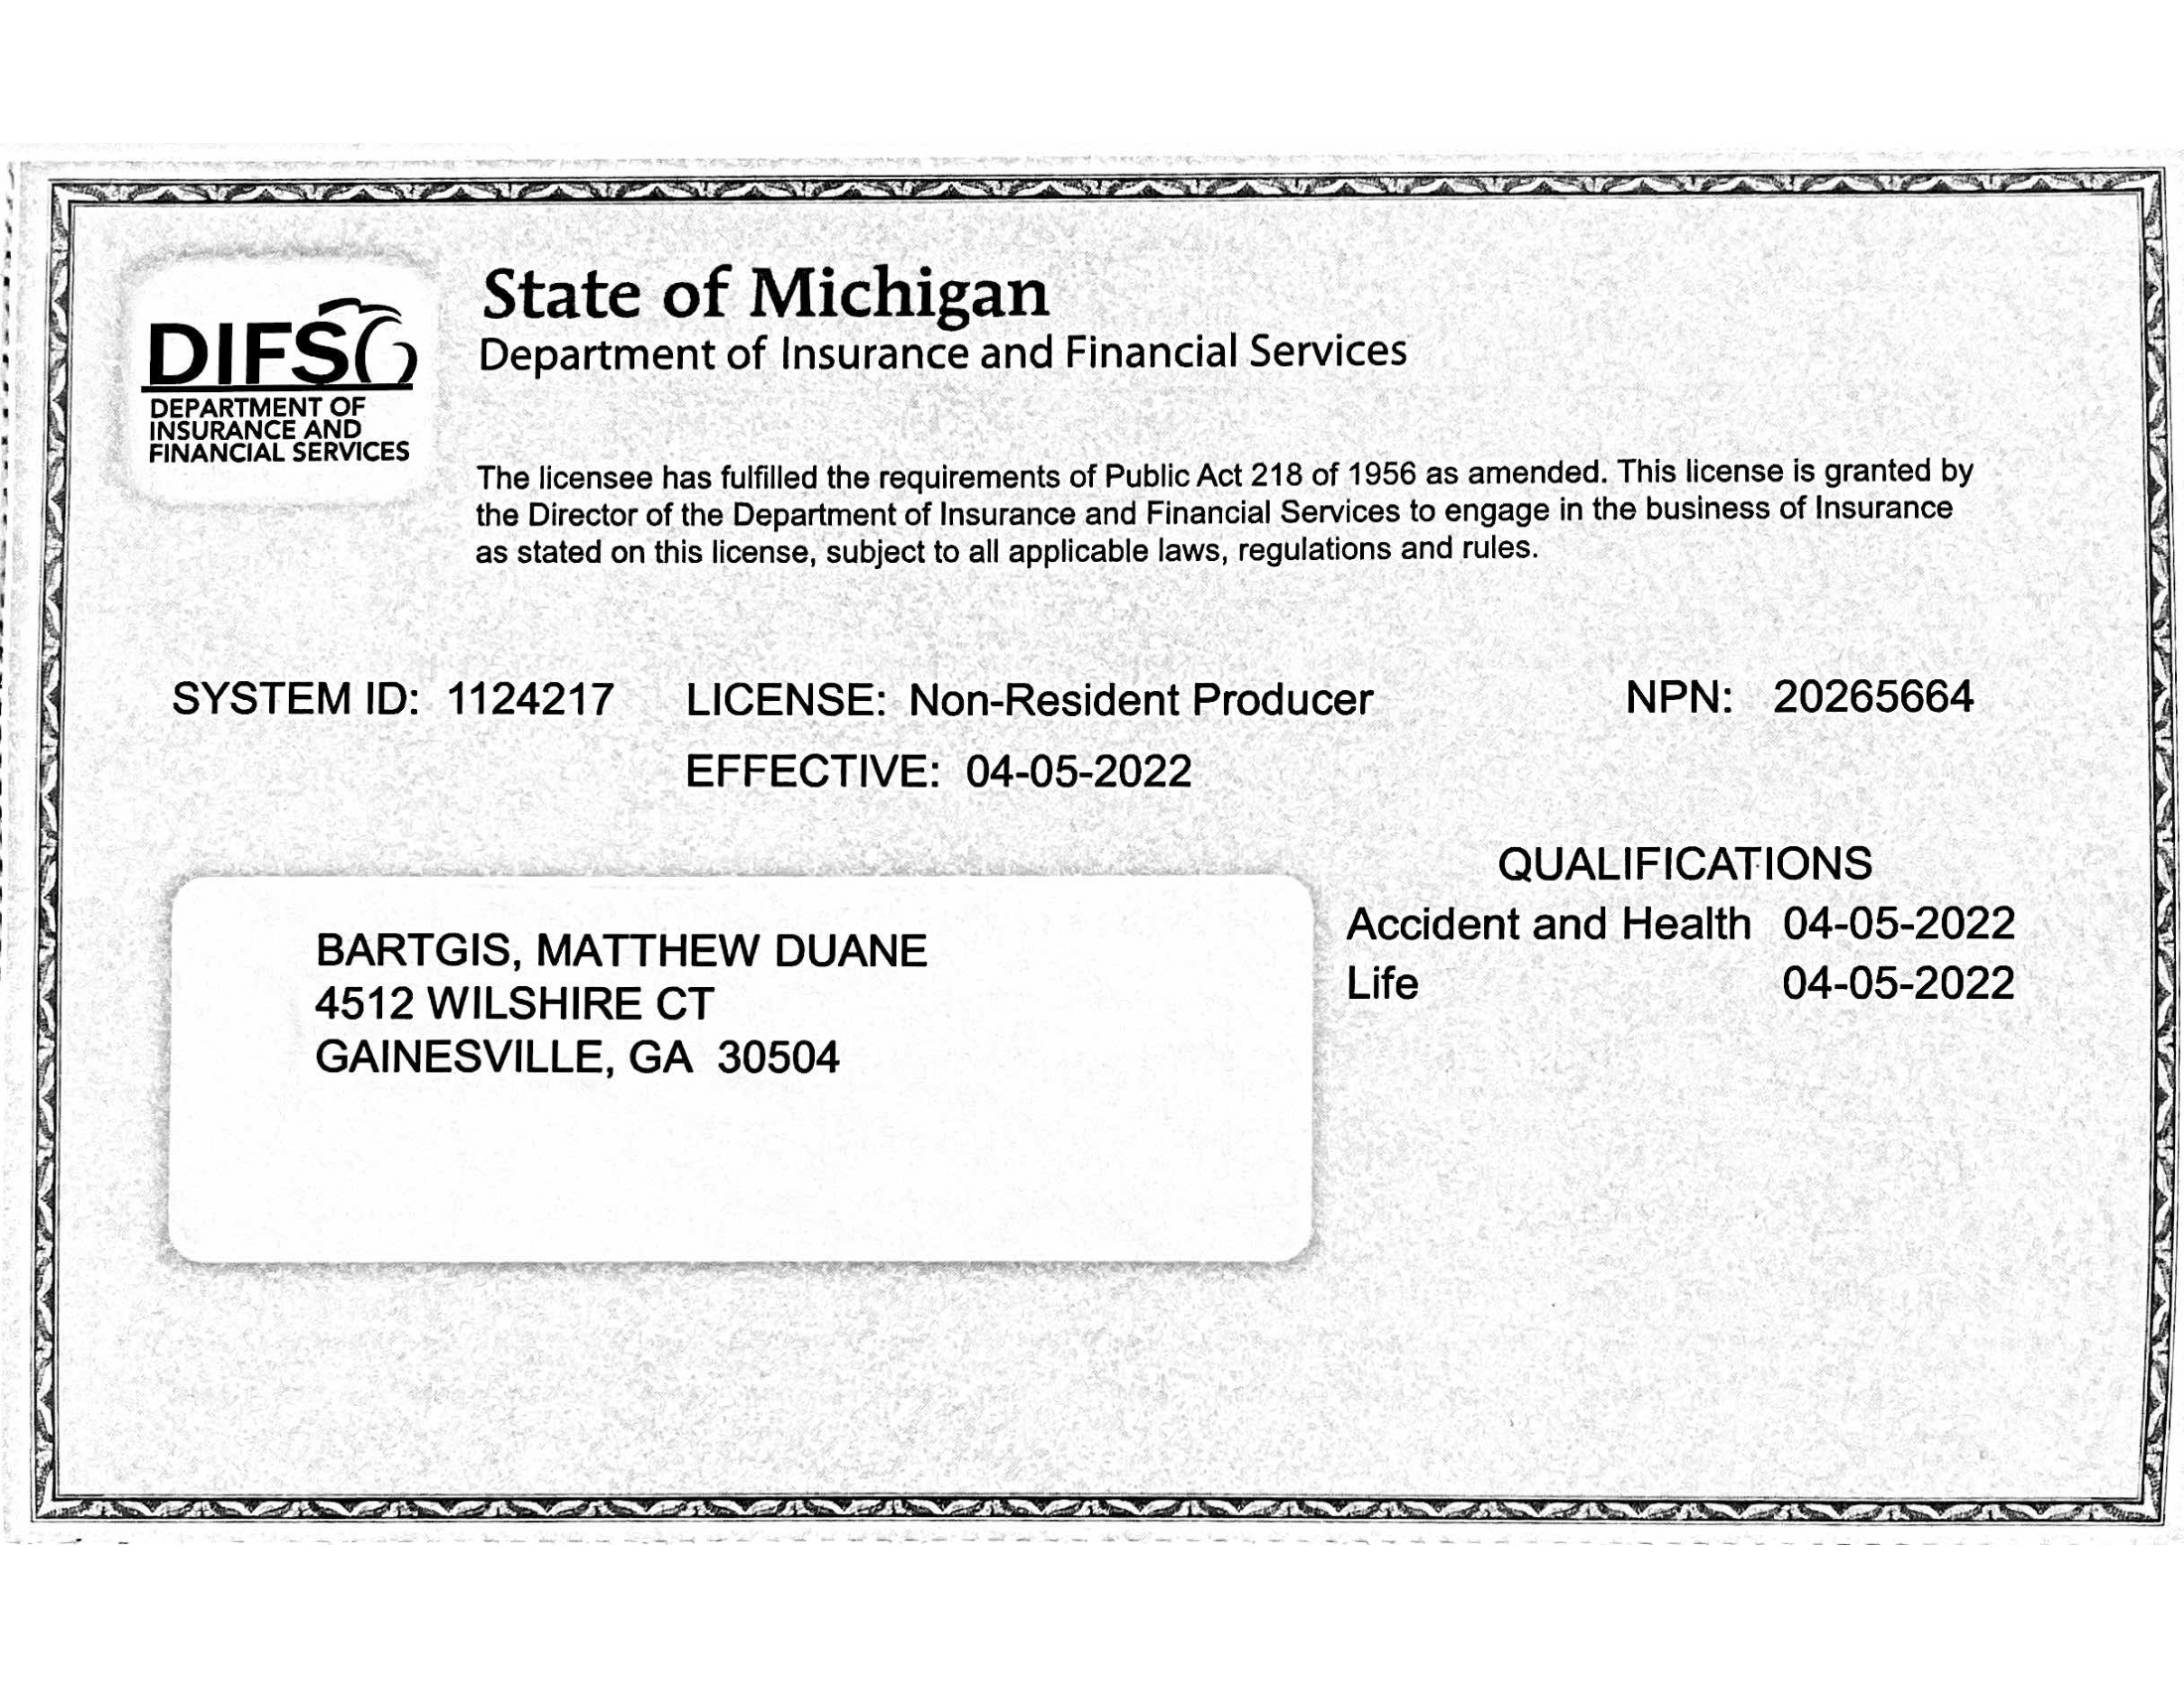 DIFS
DEPARTMENT OF
INSURANCE AND
FINANCIAL SERVICES
State of Michigan
Department of Insurance and Financial Services
The licensee has fulfilled the requirements of Public Act 218 of 1956 as amended. This license is granted by
the Director of the Department of Insurance and Financial Services to engage in the business of Insurance
as stated on this license, subject to all applicable laws, regulations and rules.
SYSTEM ID: 1124217 LICENSE: Non-Resident Producer NPN: 20265664
EFFECTIVE: 04-05-2022
BARTGIS, MATTHEW DUANE
4512 WILSHIRE CT
GAINESVILLE, GA 30504
QUALIFICATIONS
Accident and Health 04-05-2022
Life 04-05-2022